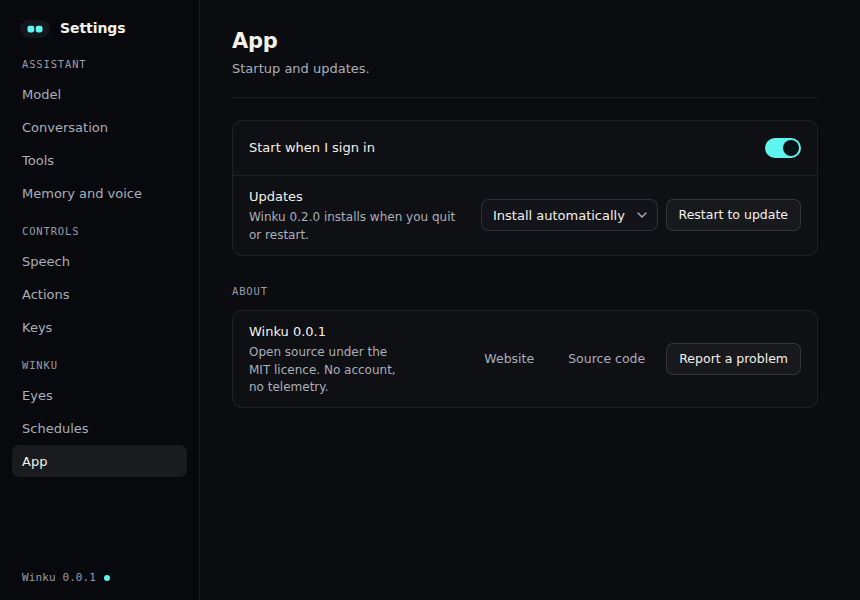 Settings
ASSISTANT
Model
Conversation
Tools
Memory and voice
CONTROLS
Speech
Actions
Keys
WINKU
Eyes
Schedules
App
Winku 0.0.1
App
Startup and updates.
Start when I sign in
Updates
Winku 0.2.0 installs when you quit
or restart.
Install automatically
Restart to update
ABOUT
Winku 0.0.1
Open source under the
MIT licence. No account,
no telemetry.
Website
Source code
Report a problem